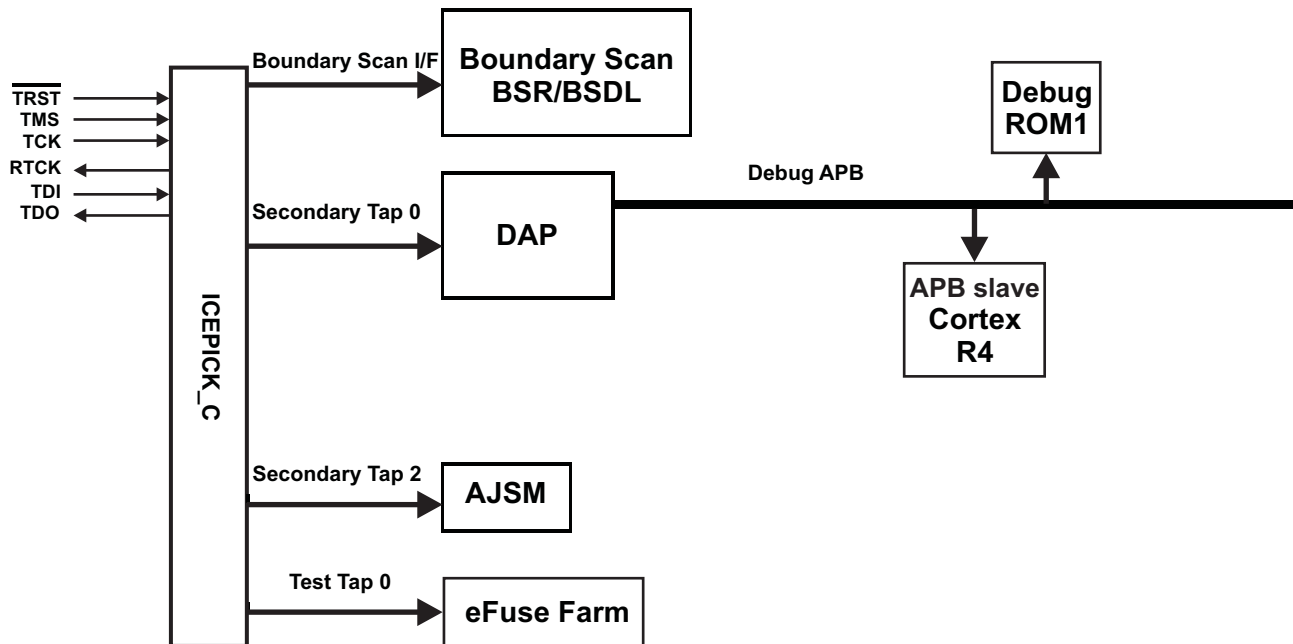 TRST
TMS
TCK
RTCK
TDI
TDO
ICEPICK_C
Boundary Scan I/F
Boundary Scan
BSR/BSDL
Secondary Tap 0
DAP
Debug APB
Debug
ROM1
APB slave
Cortex
R4
Secondary Tap 2
AJSM
Test Tap 0
eFuse Farm